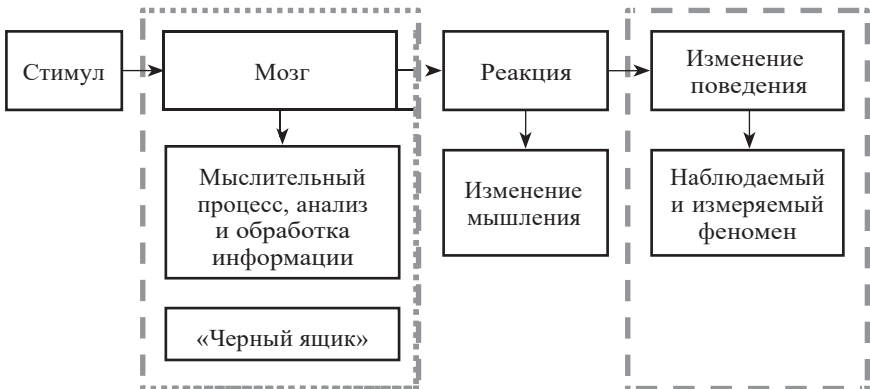 Стимул
Мозг
Реакция
Изменение
поведения
Мыслительный
процесс, анализ
и обработка
информации
Изменение
мышления
Наблюдаемый
и измеряемый
феномен
«Черный ящик»